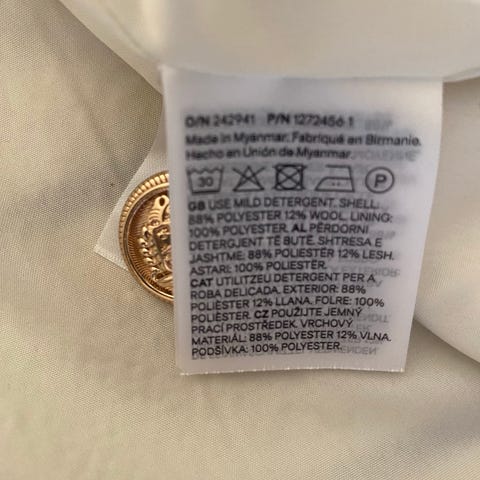 O/N 242941 P/N 1272456 1
Made in Myanmar. Fabriqué en Birmanie.
Hecho en Unión de Myanmar.
30 P
GB USE MILD DETERGENT. SHELL:
88% POLYESTER 12% WOOL. LINING:
100% POLYESTER. AL PËRDORNI
DETERGJENT TË BUTË. SHTRESA E
JASHTME: 88% POLIESTËR 12% LESH.
ASTARI: 100% POLIESTËR.
CAT UTILITZEU DETERGENT PER A
ROBA DELICADA. EXTERIOR: 88%
POLIÈSTER 12% LLANA. FOLRE: 100%
POLIÈSTER. CZ POUŽIJTE JEMNÝ
PRACÍ PROSTŘEDEK. VRCHOVÝ
MATERIÁL: 88% POLYESTER 12% VLNA.
PODŠÍVKA: 100% POLYESTER.